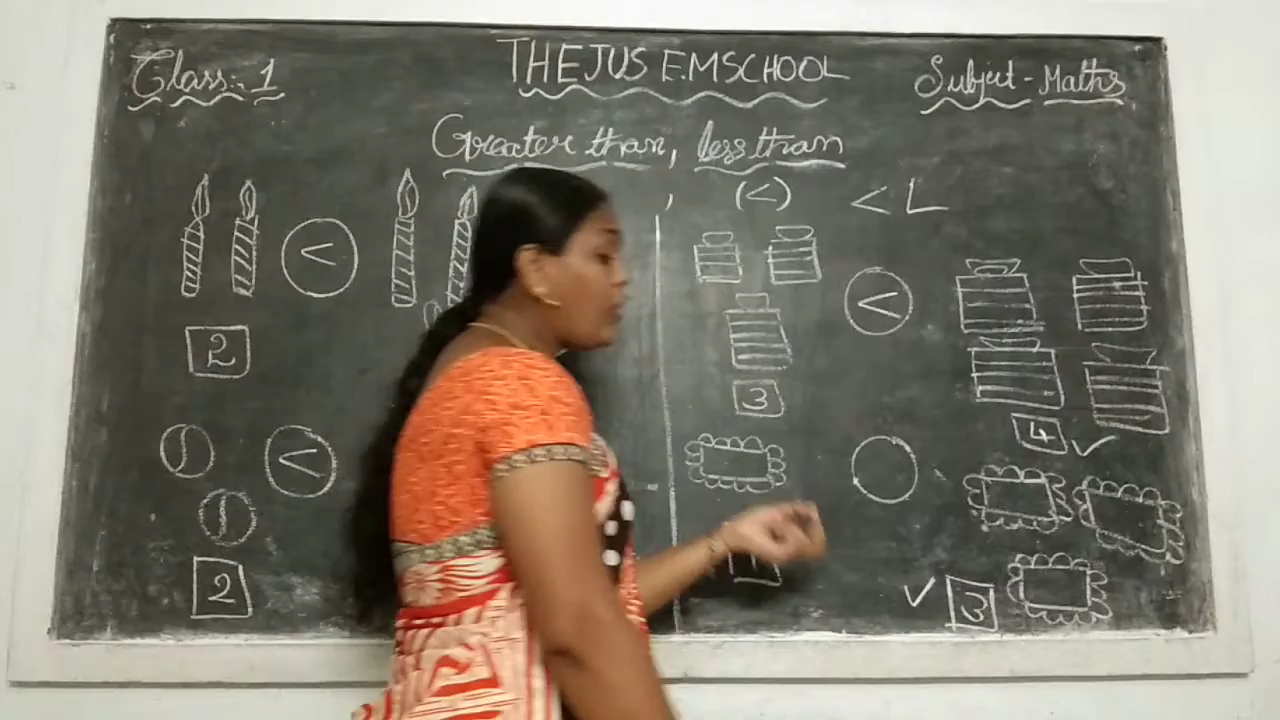 THEJUS E.M SCHOOL
Class:- 1
Subject - Maths
Greater than, less than
, (<) < L
<
2
<
3
4 ✓
<
2
✓ 3